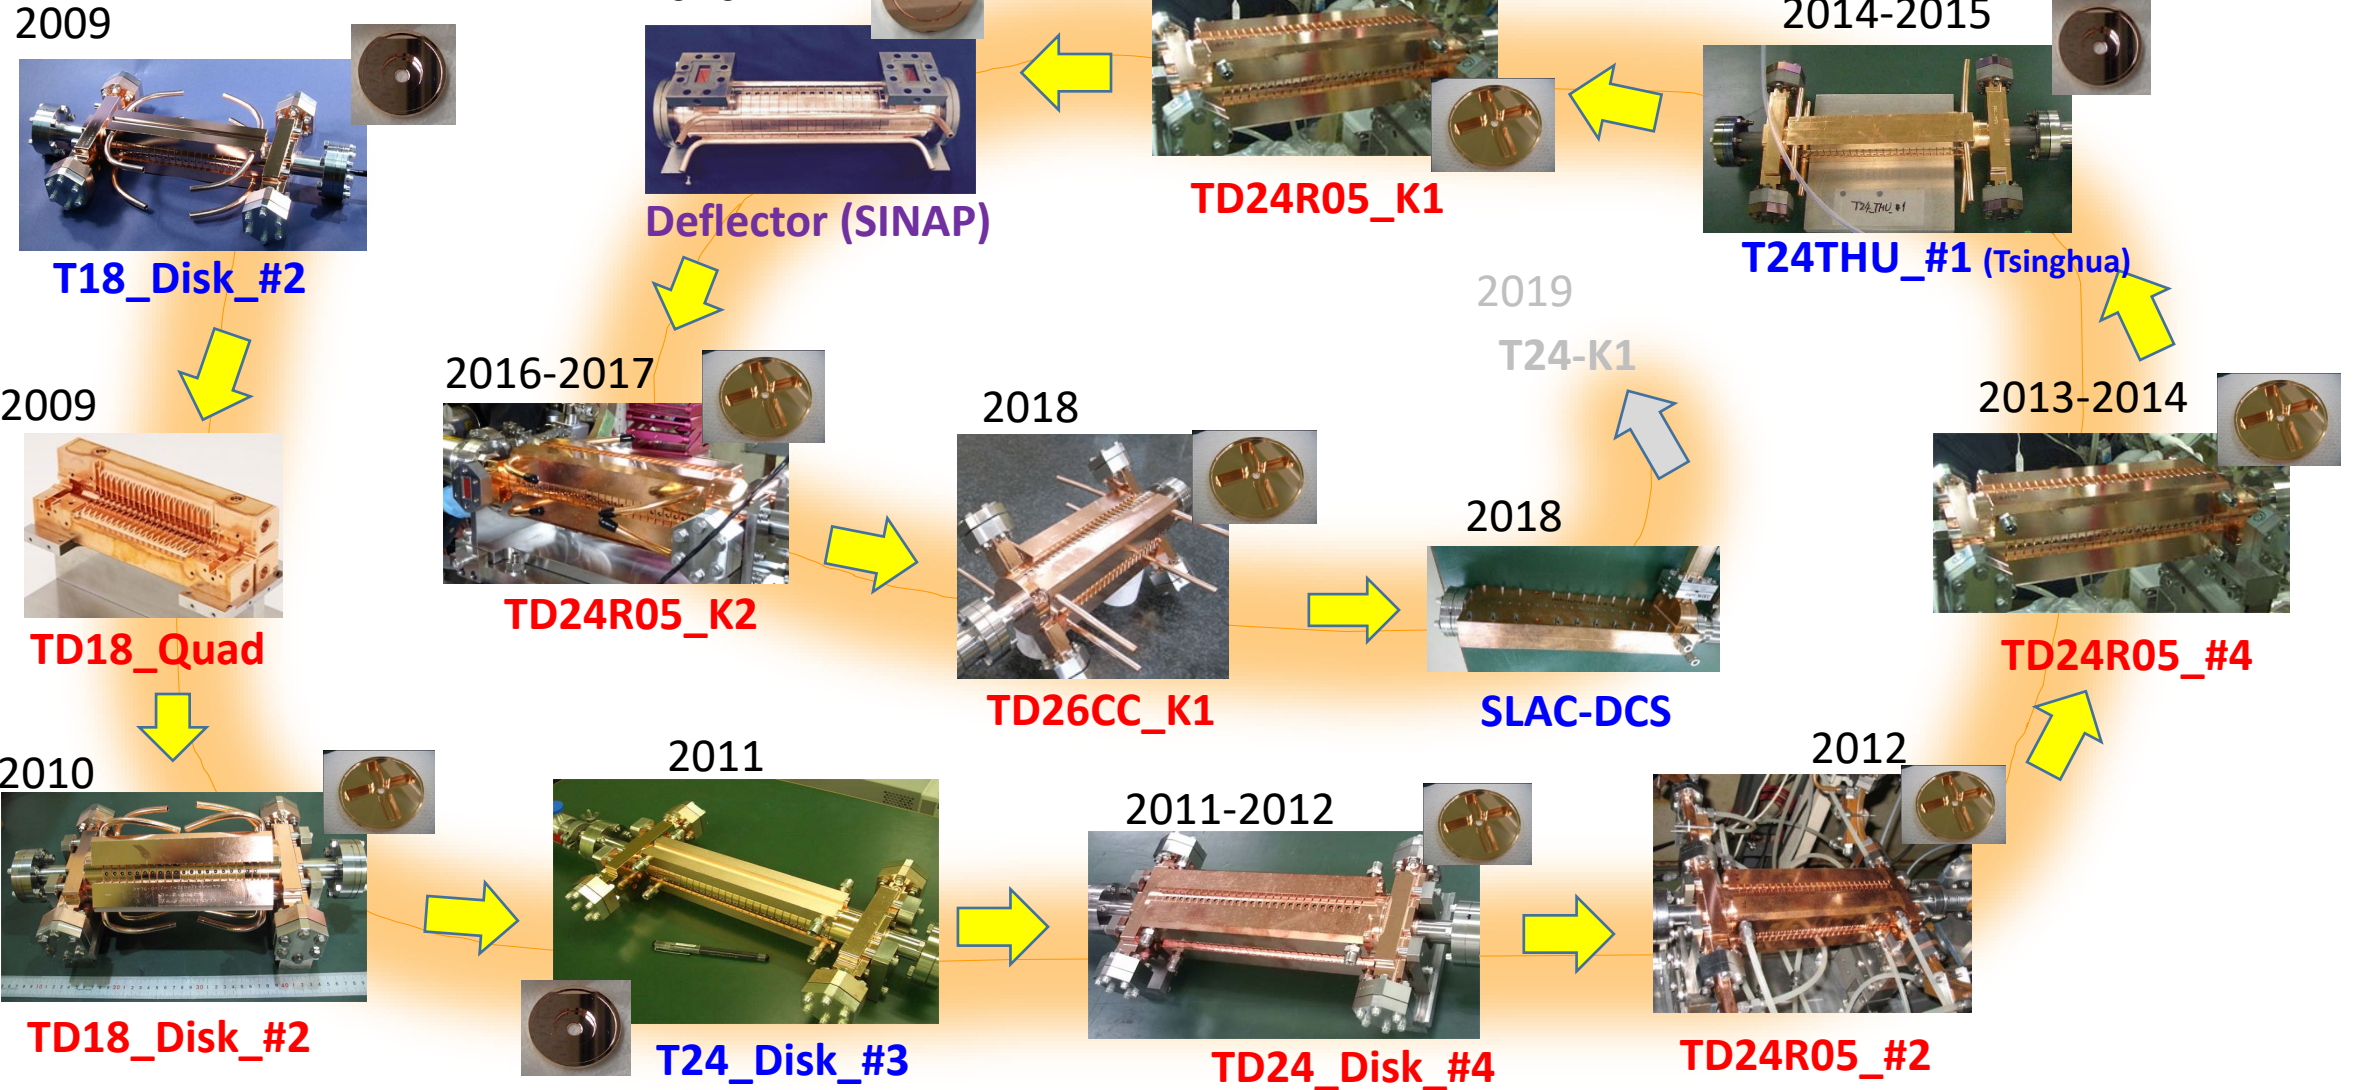 2009
T18_Disk_#2
2009
TD18_Quad
2010
TD18_Disk_#2
2011
T24_Disk_#3
2011-2012
TD24_Disk_#4
2012
TD24R05_#2
2013-2014
TD24R05_#4
2014-2015
T24THU_#1 (Tsinghua)
T24_THU_#1
TD24R05_K1
Deflector (SINAP)
2016-2017
TD24R05_K2
2018
TD26CC_K1
2018
SLAC-DCS
2019
T24-K1